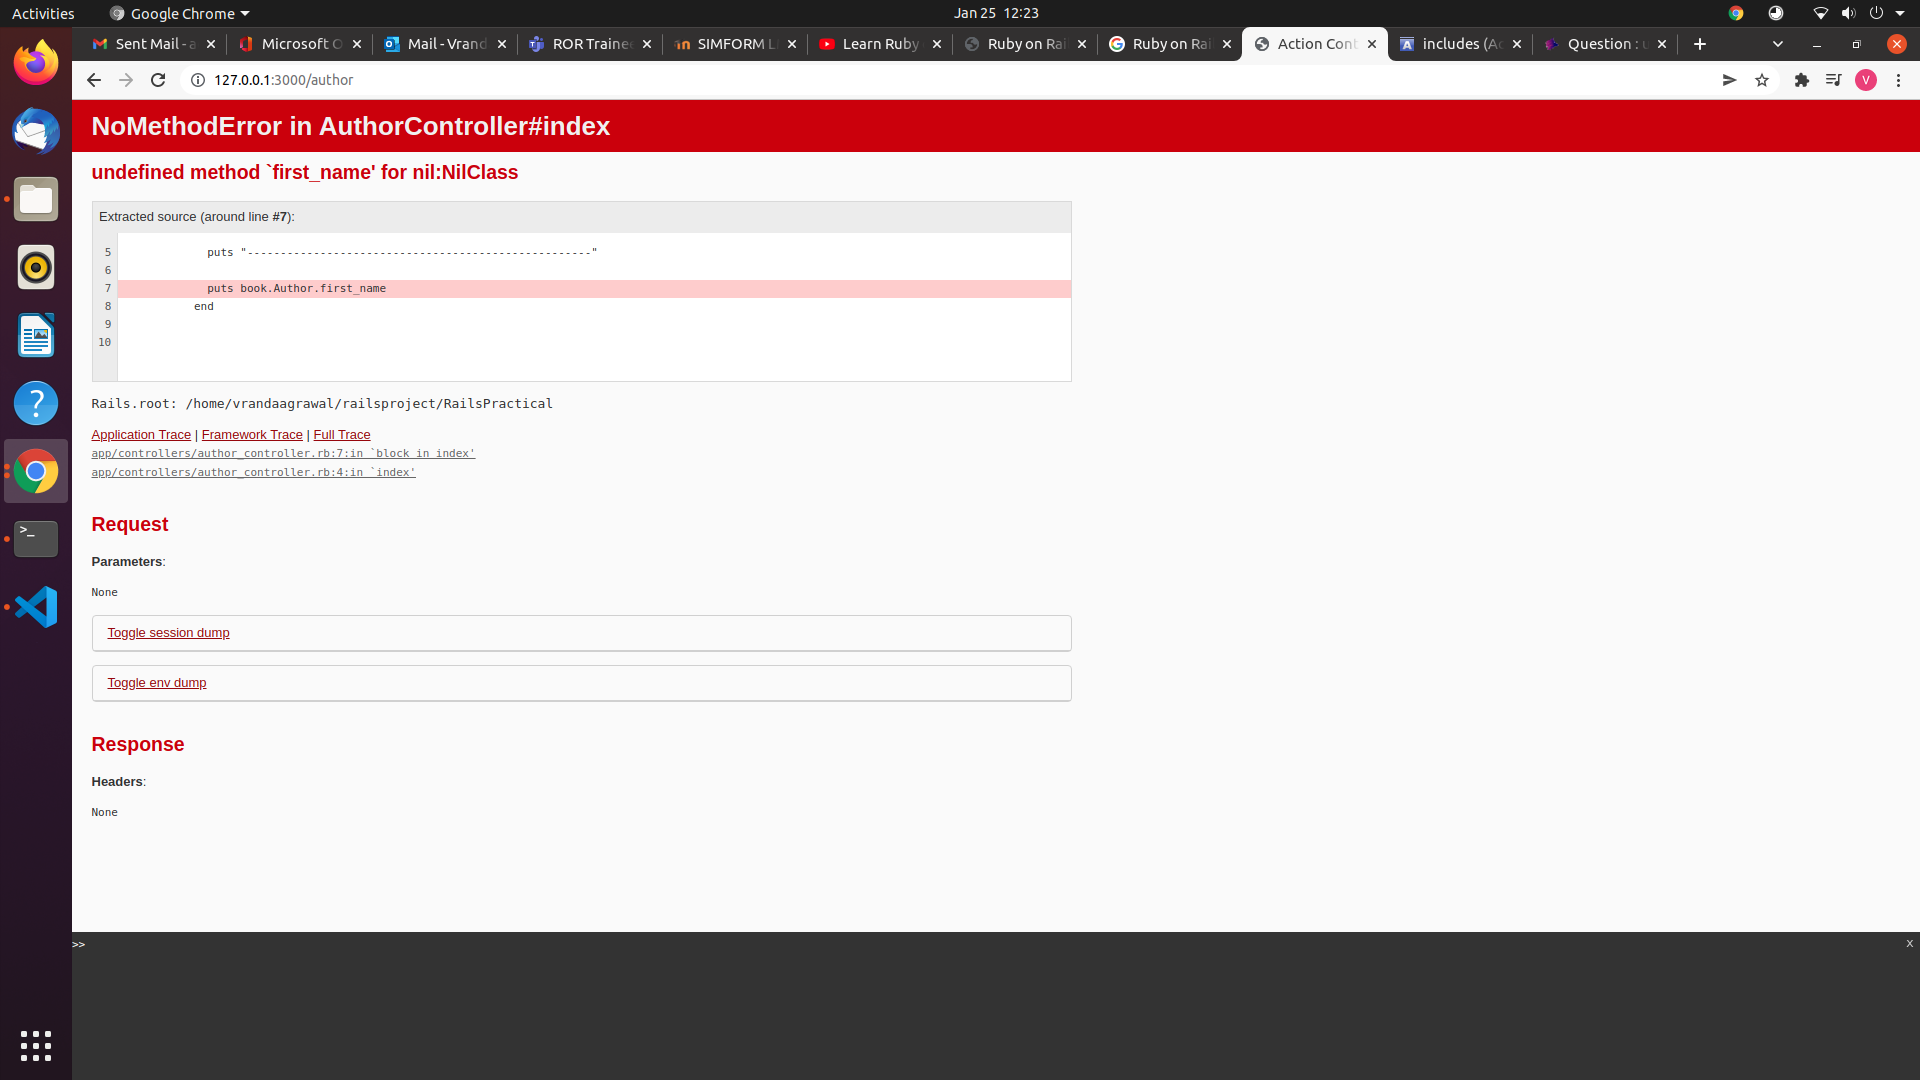 Activities
Google Chrome
Jan 25 12:23
Sent Mail - a
Microsoft O
Mail - Vrand
ROR Trainee
SIMFORM L
Learn Ruby
Ruby on Rai
Ruby on Rai
Action Cont
includes (Ac
Question : u
127.0.0.1:3000/author
V
NoMethodError in AuthorController#index
undefined method `first_name' for nil:NilClass
Extracted source (around line #7):
5 puts "----------------------------------------------------"
6
7 puts book.Author.first_name
8 end
9
10
Rails.root: /home/vrandaagrawal/railsproject/RailsPractical
Application Trace | Framework Trace | Full Trace
app/controllers/author_controller.rb:7:in `block in index'
app/controllers/author_controller.rb:4:in `index'
Request
Parameters:
None
Toggle session dump
Toggle env dump
Response
Headers:
None
>>
x